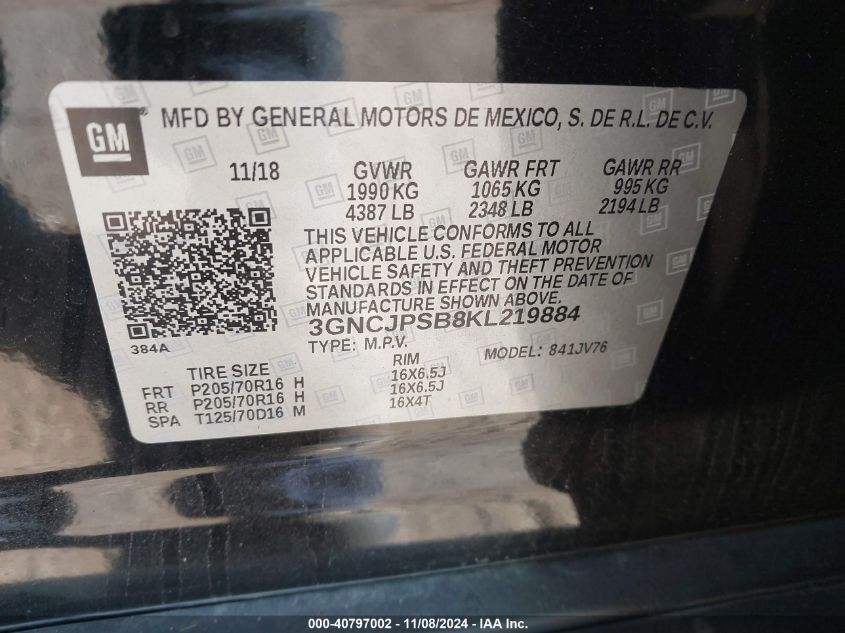 GM MFD BY GENERAL MOTORS DE MEXICO, S. DE R.L. DE C.V.
11/18 GVWR GAWR FRT GAWR RR
1990 KG 1065 KG 995 KG
4387 LB 2348 LB 2194 LB
THIS VEHICLE CONFORMS TO ALL
APPLICABLE U.S. FEDERAL MOTOR
VEHICLE SAFETY AND THEFT PREVENTION
STANDARDS IN EFFECT ON THE DATE OF
MANUFACTURE SHOWN ABOVE.
3GNCJPSB8KL219884
384A TYPE: M.P.V. MODEL: 841JV76
TIRE SIZE RIM
FRT P205/70R16 H 16X6.5J
RR P205/70R16 H 16X6.5J
SPA T125/70D16 M 16X4T
000-40797002 - 11/08/2024 - IAA Inc.